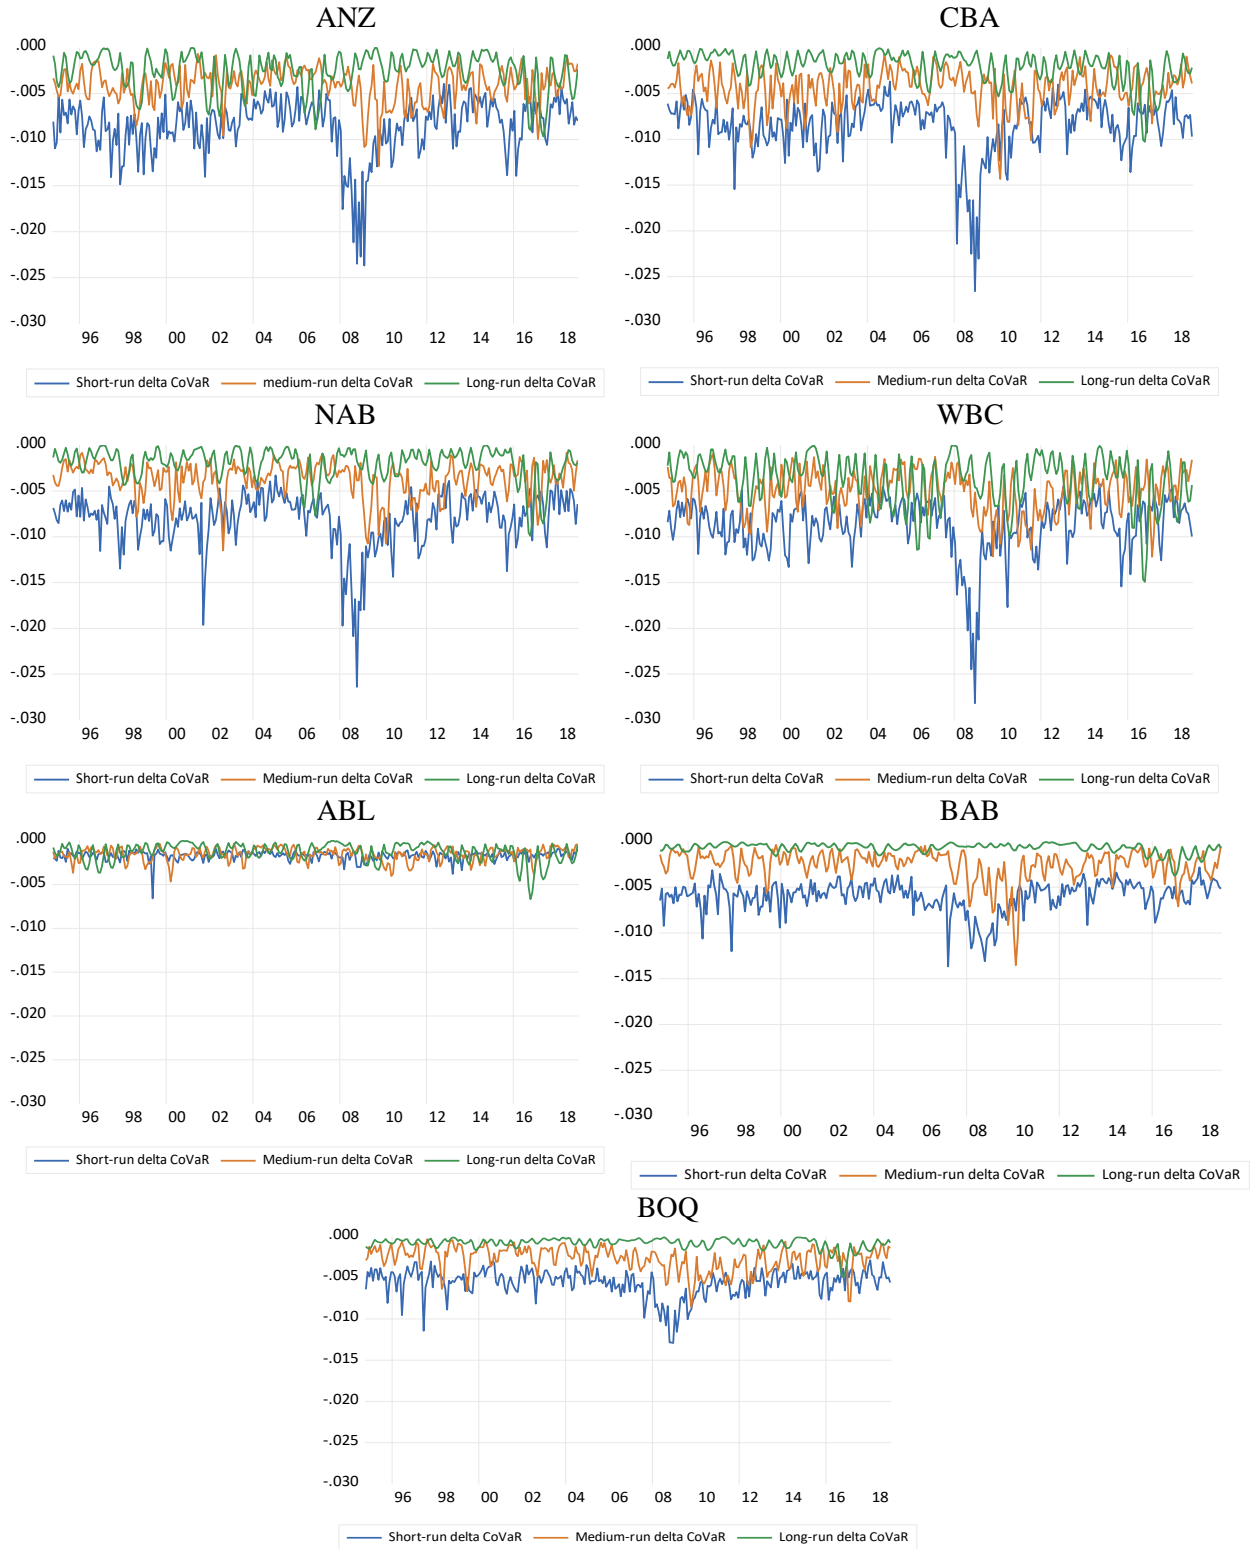 ANZ
.000
-.005
-.010
-.015
-.020
-.025
-.030
96 98 00 02 04 06 08 10 12 14 16 18
Short-run delta CoVaR medium-run delta CoVaR Long-run delta CoVaR
CBA
.000
-.005
-.010
-.015
-.020
-.025
-.030
96 98 00 02 04 06 08 10 12 14 16 18
Short-run delta CoVaR Medium-run delta CoVaR Long-run delta CoVaR
NAB
.000
-.005
-.010
-.015
-.020
-.025
-.030
96 98 00 02 04 06 08 10 12 14 16 18
Short-run delta CoVaR Medium-run delta CoVaR Long-run delta CoVaR
WBC
.000
-.005
-.010
-.015
-.020
-.025
-.030
96 98 00 02 04 06 08 10 12 14 16 18
Short-run delta CoVaR Medium-run delta CoVaR Long-run delta CoVaR
ABL
.000
-.005
-.010
-.015
-.020
-.025
-.030
96 98 00 02 04 06 08 10 12 14 16 18
Short-run delta CoVaR Medium-run delta CoVaR Long-run delta CoVaR
BAB
.000
-.005
-.010
-.015
-.020
-.025
-.030
96 98 00 02 04 06 08 10 12 14 16 18
Short-run delta CoVaR Medium-run delta CoVaR Long-run delta CoVaR
BOQ
.000
-.005
-.010
-.015
-.020
-.025
-.030
96 98 00 02 04 06 08 10 12 14 16 18
Short-run delta CoVaR Medium-run delta CoVaR Long-run delta CoVaR